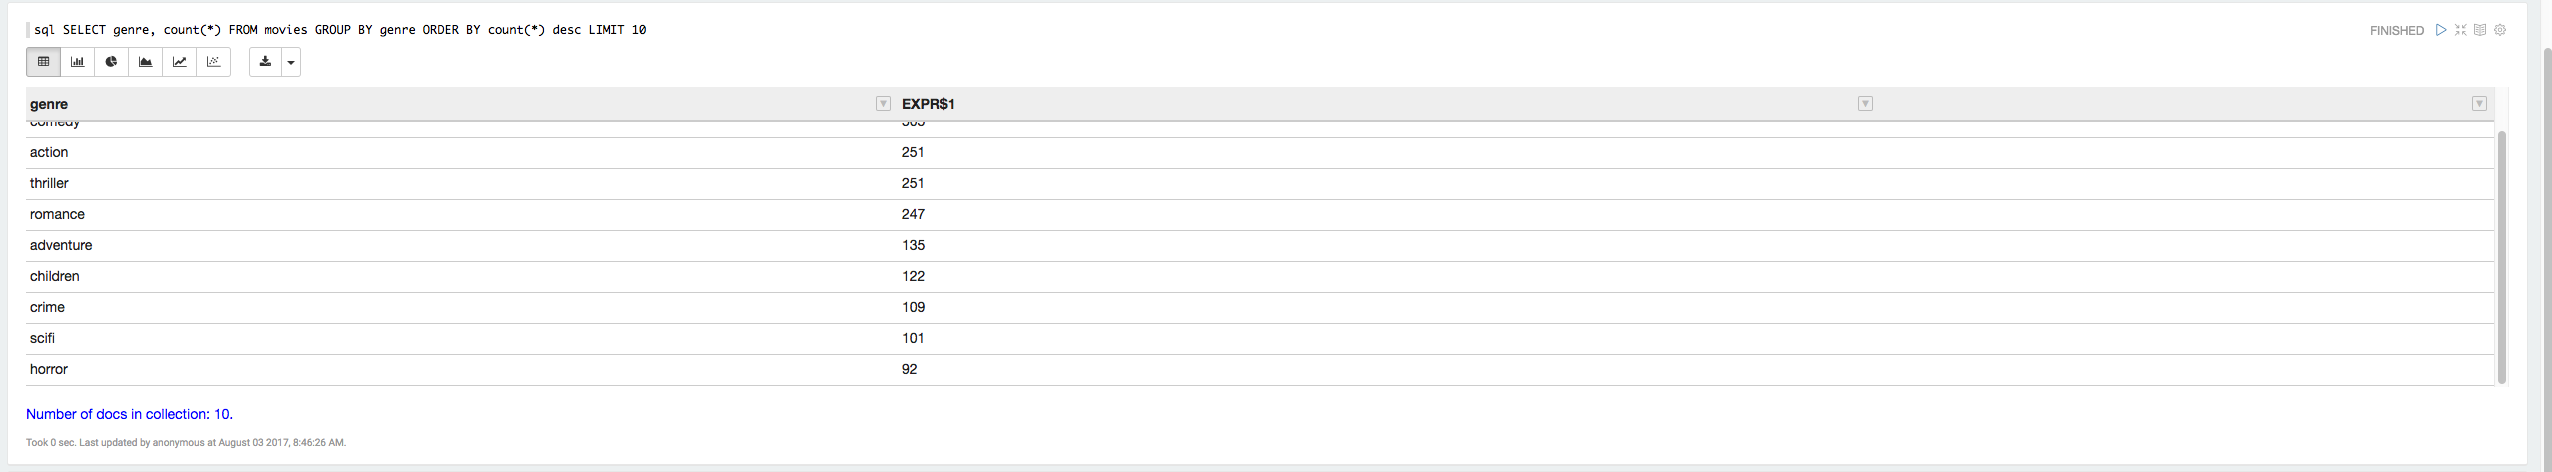 sql SELECT genre, count(*) FROM movies GROUP BY genre ORDER BY count(*) desc LIMIT 10
FINISHED
genre EXPR$1
comedy
action 251
thriller 251
romance 247
adventure 135
children 122
crime 109
scifi 101
horror 92
Number of docs in collection: 10.
Took 0 sec. Last updated by anonymous at August 03 2017, 8:46:26 AM.